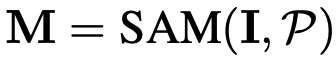 M = SAM(I, 𝒫)